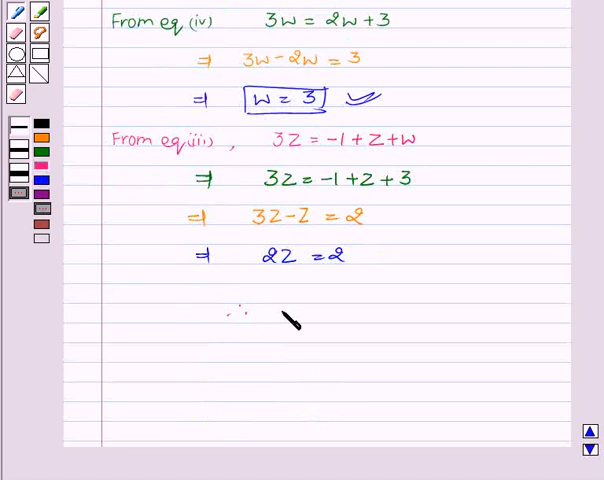 From eq (iv) 3w = 2w + 3
⇒ 3w - 2w = 3
⇒ w = 3 ✓
From eq (iii), 3z = -1 + z + w
⇒ 3z = -1 + z + 3
⇒ 3z - z = 2
⇒ 2z = 2
∴